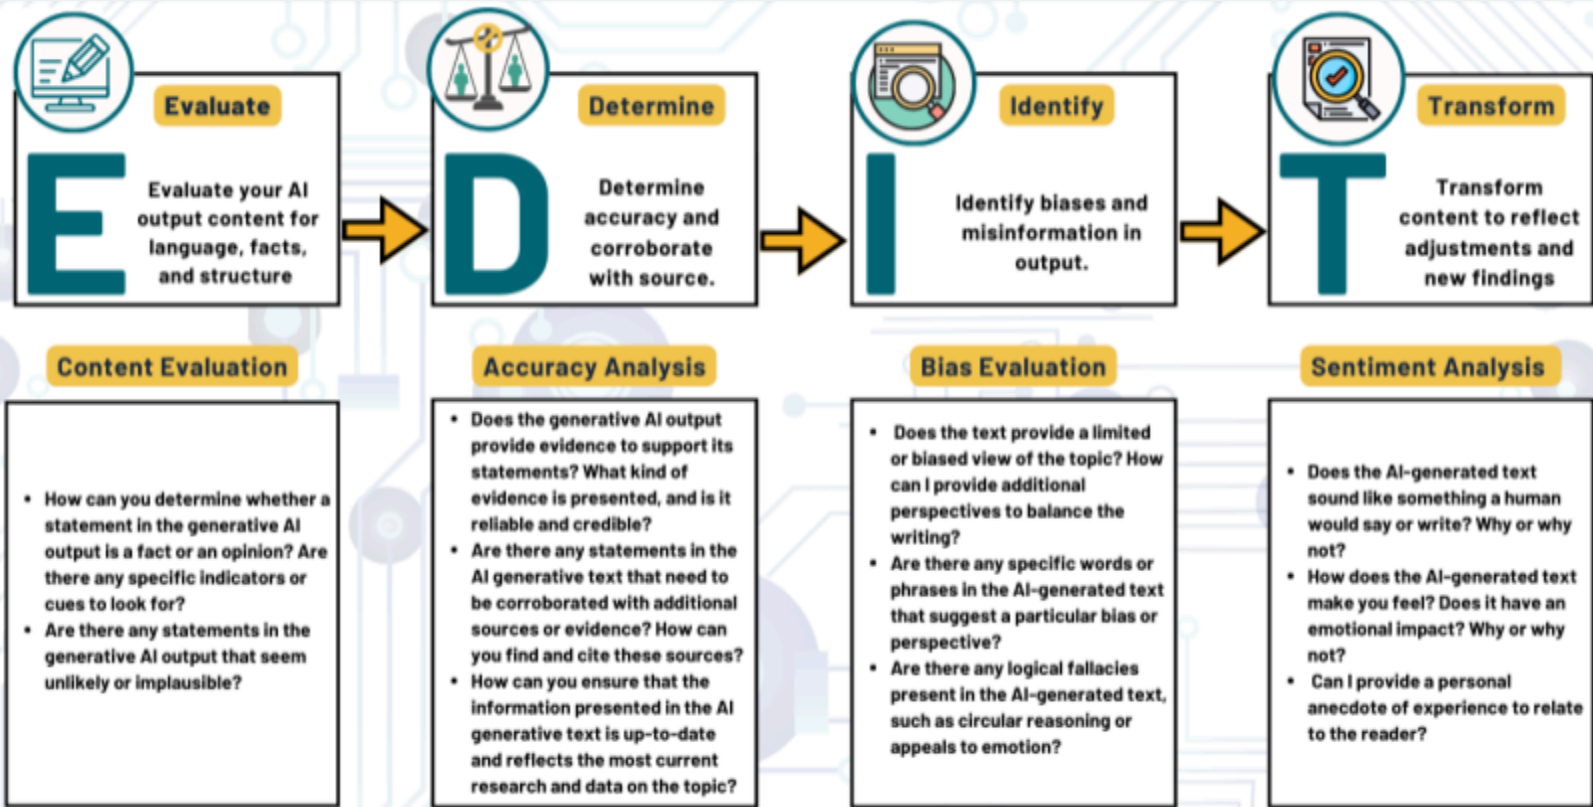 Evaluate
E
Evaluate your AI
output content for
language, facts,
and structure
Determine
D
Determine
accuracy and
corroborate
with source.
Identify
I
Identify biases and
misinformation in
output.
Transform
T
Transform
content to reflect
adjustments and
new findings
Content Evaluation
• How can you determine whether a
statement in the generative AI
output is a fact or an opinion? Are
there any specific indicators or
cues to look for?
• Are there any statements in the
generative AI output that seem
unlikely or implausible?
Accuracy Analysis
• Does the generative AI output
provide evidence to support its
statements? What kind of
evidence is presented, and is it
reliable and credible?
• Are there any statements in the
AI generative text that need to
be corroborated with additional
sources or evidence? How can
you find and cite these sources?
• How can you ensure that the
information presented in the AI
generative text is up-to-date
and reflects the most current
research and data on the topic?
Bias Evaluation
• Does the text provide a limited
or biased view of the topic? How
can I provide additional
perspectives to balance the
writing?
• Are there any specific words or
phrases in the AI-generated text
that suggest a particular bias or
perspective?
• Are there any logical fallacies
present in the AI-generated text,
such as circular reasoning or
appeals to emotion?
Sentiment Analysis
• Does the AI-generated text
sound like something a human
would say or write? Why or why
not?
• How does the AI-generated text
make you feel? Does it have an
emotional impact? Why or why
not?
• Can I provide a personal
anecdote of experience to relate
to the reader?